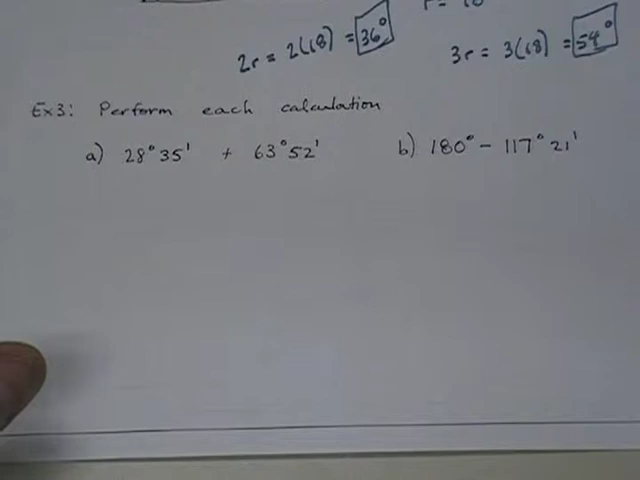 2r = 2(18) = 36°
3r = 3(18) = 54°
Ex3: Perform each calculation
a) 28°35' + 63°52'
b) 180° - 117°21'